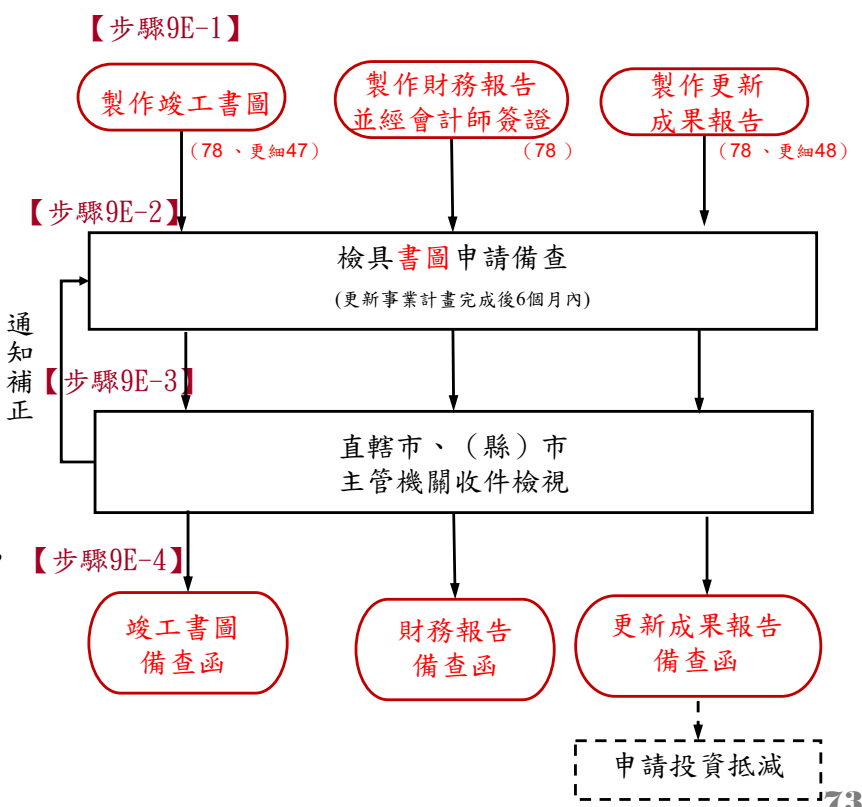 【步驟9E-1】
製作竣工書圖
製作財務報告
並經會計師簽證
製作更新
成果報告
（78 、更細47）
（78 ）
（78 、更細48）
【步驟9E-2】
檢具書圖申請備查
(更新事業計畫完成後6個月內)
通知補正
【步驟9E-3】
直轄市、（縣）市
主管機關收件檢視
【步驟9E-4】
竣工書圖
備查函
財務報告
備查函
更新成果報告
備查函
申請投資抵減
73